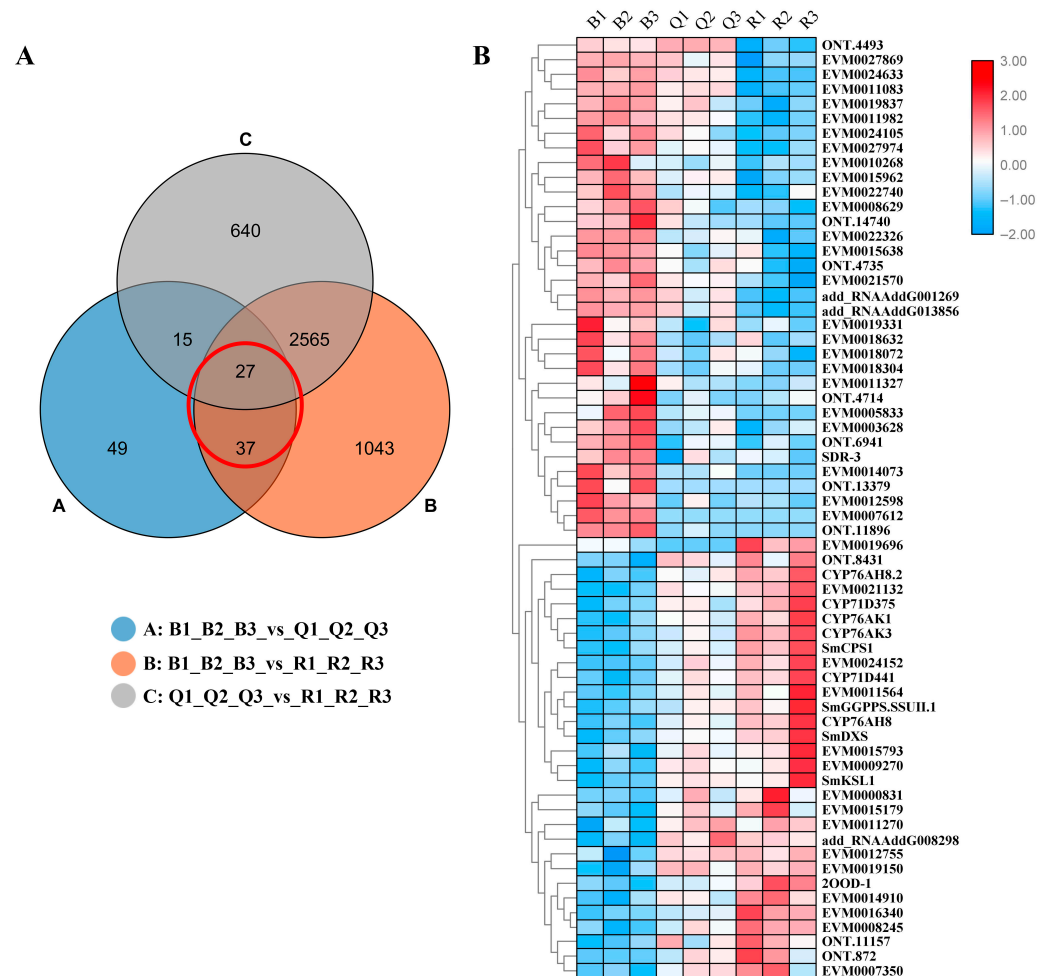 A
B
B1 B2 B3 Q1 Q2 Q3 R1 R2 R3
C
640
15
2565
27
49
37
1043
A
B
A: B1_B2_B3_vs_Q1_Q2_Q3
B: B1_B2_B3_vs_R1_R2_R3
C: Q1_Q2_Q3_vs_R1_R2_R3
ONT.4493
EVM0027869
EVM0024633
EVM0011083
EVM0019837
EVM0011982
EVM0024105
EVM0027974
EVM0010268
EVM0015962
EVM0022740
EVM0008629
ONT.14740
EVM0022326
EVM0015638
ONT.4735
EVM0021570
add_RNAAddG001269
add_RNAAddG013856
EVM0019331
EVM0018632
EVM0018072
EVM0018304
EVM0011327
ONT.4714
EVM0005833
EVM0003628
ONT.6941
SDR-3
EVM0014073
ONT.13379
EVM0012598
EVM0007612
ONT.11896
EVM0019696
ONT.8431
CYP76AH8.2
EVM0021132
CYP71D375
CYP76AK1
CYP76AK3
SmCPS1
EVM0024152
CYP71D441
EVM0011564
SmGGPPS.SSUII.1
CYP76AH8
SmDXS
EVM0015793
EVM0009270
SmKSL1
EVM0000831
EVM0015179
EVM0011270
add_RNAAddG008298
EVM0012755
EVM0019150
2OOD-1
EVM0014910
EVM0016340
EVM0008245
ONT.11157
ONT.872
EVM0007350
3.00
2.00
1.00
0.00
−1.00
−2.00